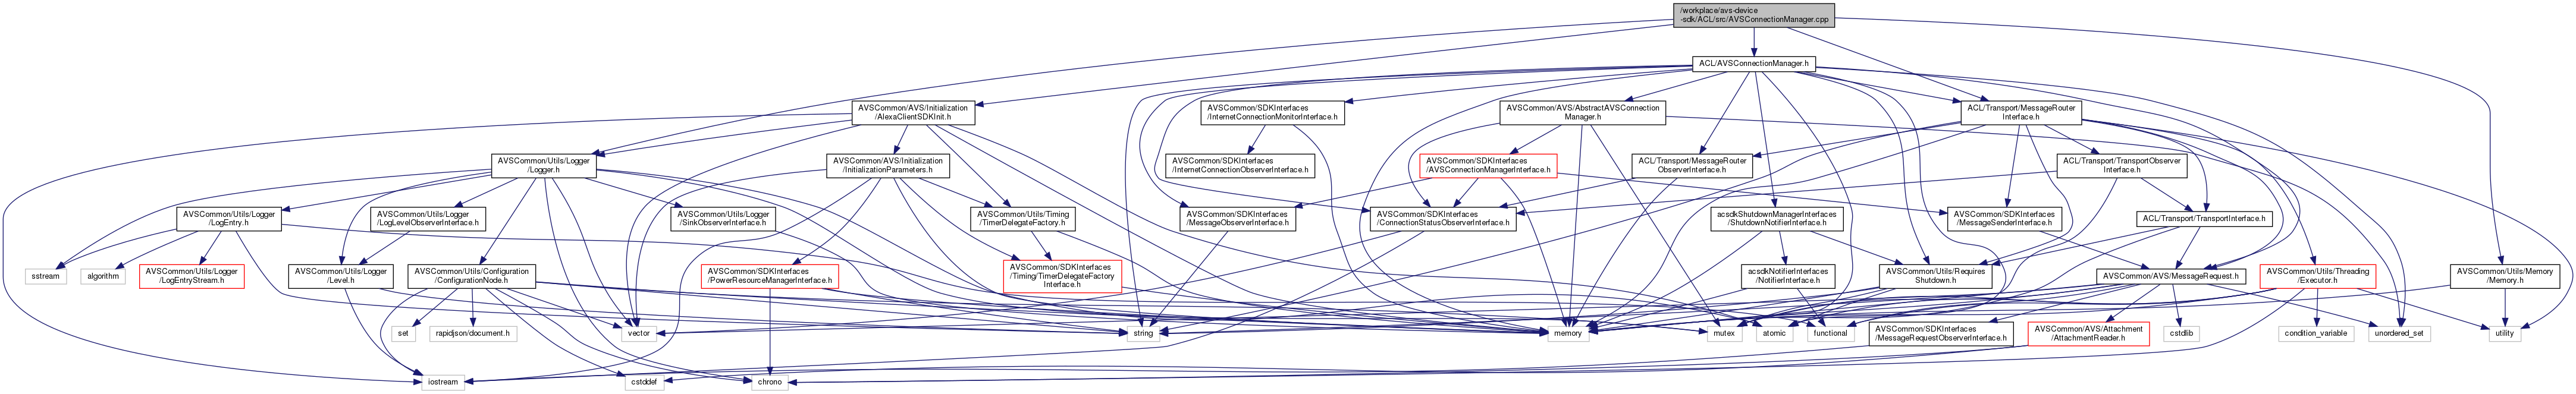 /workplace/avs-device
-sdk/ACL/src/AVSConnectionManager.cpp
ACL/AVSConnectionManager.h
AVSCommon/AVS/Initialization
/AlexaClientSDKInit.h
AVSCommon/SDKInterfaces
/InternetConnectionMonitorInterface.h
AVSCommon/AVS/AbstractAVSConnection
Manager.h
ACL/Transport/MessageRouter
Interface.h
AVSCommon/Utils/Logger
/Logger.h
AVSCommon/AVS/Initialization
/InitializationParameters.h
AVSCommon/SDKInterfaces
/InternetConnectionObserverInterface.h
AVSCommon/SDKInterfaces
/AVSConnectionManagerInterface.h
ACL/Transport/MessageRouter
ObserverInterface.h
ACL/Transport/TransportObserver
Interface.h
AVSCommon/Utils/Logger
/LogEntry.h
AVSCommon/Utils/Logger
/LogLevelObserverInterface.h
AVSCommon/Utils/Logger
/SinkObserverInterface.h
AVSCommon/Utils/Timing
/TimerDelegateFactory.h
AVSCommon/SDKInterfaces
/MessageObserverInterface.h
AVSCommon/SDKInterfaces
/ConnectionStatusObserverInterface.h
acsdkShutdownManagerInterfaces
/ShutdownNotifierInterface.h
AVSCommon/SDKInterfaces
/MessageSenderInterface.h
ACL/Transport/TransportInterface.h
sstream
algorithm
AVSCommon/Utils/Logger
/LogEntryStream.h
AVSCommon/Utils/Logger
/Level.h
AVSCommon/Utils/Configuration
/ConfigurationNode.h
AVSCommon/SDKInterfaces
/PowerResourceManagerInterface.h
AVSCommon/SDKInterfaces
/Timing/TimerDelegateFactory
Interface.h
acsdkNotifierInterfaces
/NotifierInterface.h
AVSCommon/Utils/Requires
Shutdown.h
AVSCommon/AVS/MessageRequest.h
AVSCommon/Utils/Threading
/Executor.h
AVSCommon/Utils/Memory
/Memory.h
set
rapidjson/document.h
vector
string
memory
mutex
atomic
functional
AVSCommon/SDKInterfaces
/MessageRequestObserverInterface.h
AVSCommon/AVS/Attachment
/AttachmentReader.h
cstdlib
condition_variable
unordered_set
utility
iostream
cstddef
chrono